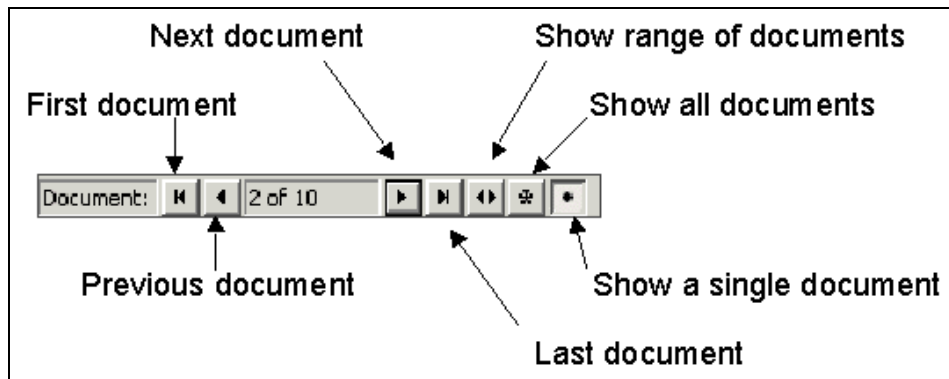 Next document
Show range of documents
First document
Show all documents
Document:
2 of 10
Previous document
Show a single document
Last document